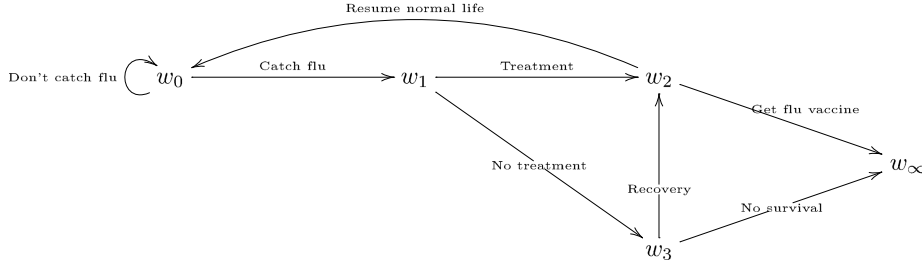 Resume normal life
Don't catch flu
w0
Catch flu
w1
Treatment
w2
Get flu vaccine
No treatment
w∞
Recovery
No survival
w3